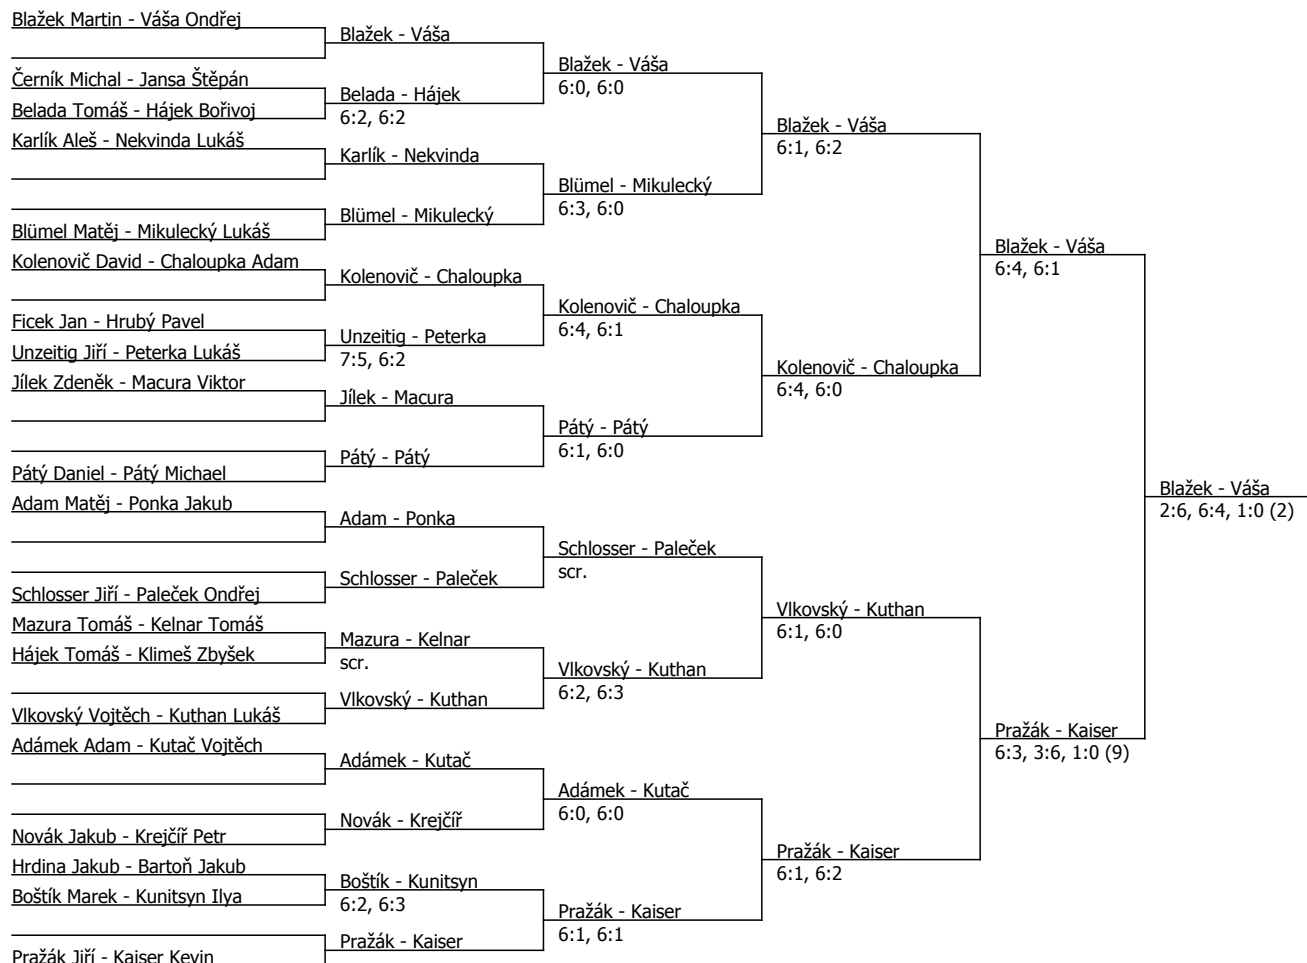 Blažek Martin - Váša Ondřej
Černík Michal - Jansa Štěpán
Belada Tomáš - Hájek Bořivoj
Karlík Aleš - Nekvinda Lukáš
Blümel Matěj - Mikulecký Lukáš
Kolenovič David - Chaloupka Adam
Ficek Jan - Hrubý Pavel
Unzeitig Jiří - Peterka Lukáš
Jílek Zdeněk - Macura Viktor
Pátý Daniel - Pátý Michael
Adam Matěj - Ponka Jakub
Schlosser Jiří - Paleček Ondřej
Mazura Tomáš - Kelnar Tomáš
Hájek Tomáš - Klimeš Zbyšek
Vlkovský Vojtěch - Kuthan Lukáš
Adámek Adam - Kutač Vojtěch
Novák Jakub - Krejčíř Petr
Hrdina Jakub - Bartoň Jakub
Boštík Marek - Kunitsyn Ilya
Pražák Jiří - Kaiser Kevin
Blažek - Váša
Belada - Hájek
6:2, 6:2
Karlík - Nekvinda
Blümel - Mikulecký
Kolenovič - Chaloupka
Unzeitig - Peterka
7:5, 6:2
Jílek - Macura
Pátý - Pátý
Adam - Ponka
Schlosser - Paleček
Mazura - Kelnar
scr.
Vlkovský - Kuthan
Adámek - Kutač
Novák - Krejčíř
Boštík - Kunitsyn
6:2, 6:3
Pražák - Kaiser
Blažek - Váša
6:0, 6:0
Blümel - Mikulecký
6:3, 6:0
Kolenovič - Chaloupka
6:4, 6:1
Pátý - Pátý
6:1, 6:0
Schlosser - Paleček
scr.
Vlkovský - Kuthan
6:2, 6:3
Adámek - Kutač
6:0, 6:0
Pražák - Kaiser
6:1, 6:1
Blažek - Váša
6:1, 6:2
Kolenovič - Chaloupka
6:4, 6:0
Vlkovský - Kuthan
6:1, 6:0
Pražák - Kaiser
6:1, 6:2
Blažek - Váša
6:4, 6:1
Pražák - Kaiser
6:3, 3:6, 1:0 (9)
Blažek - Váša
2:6, 6:4, 1:0 (2)